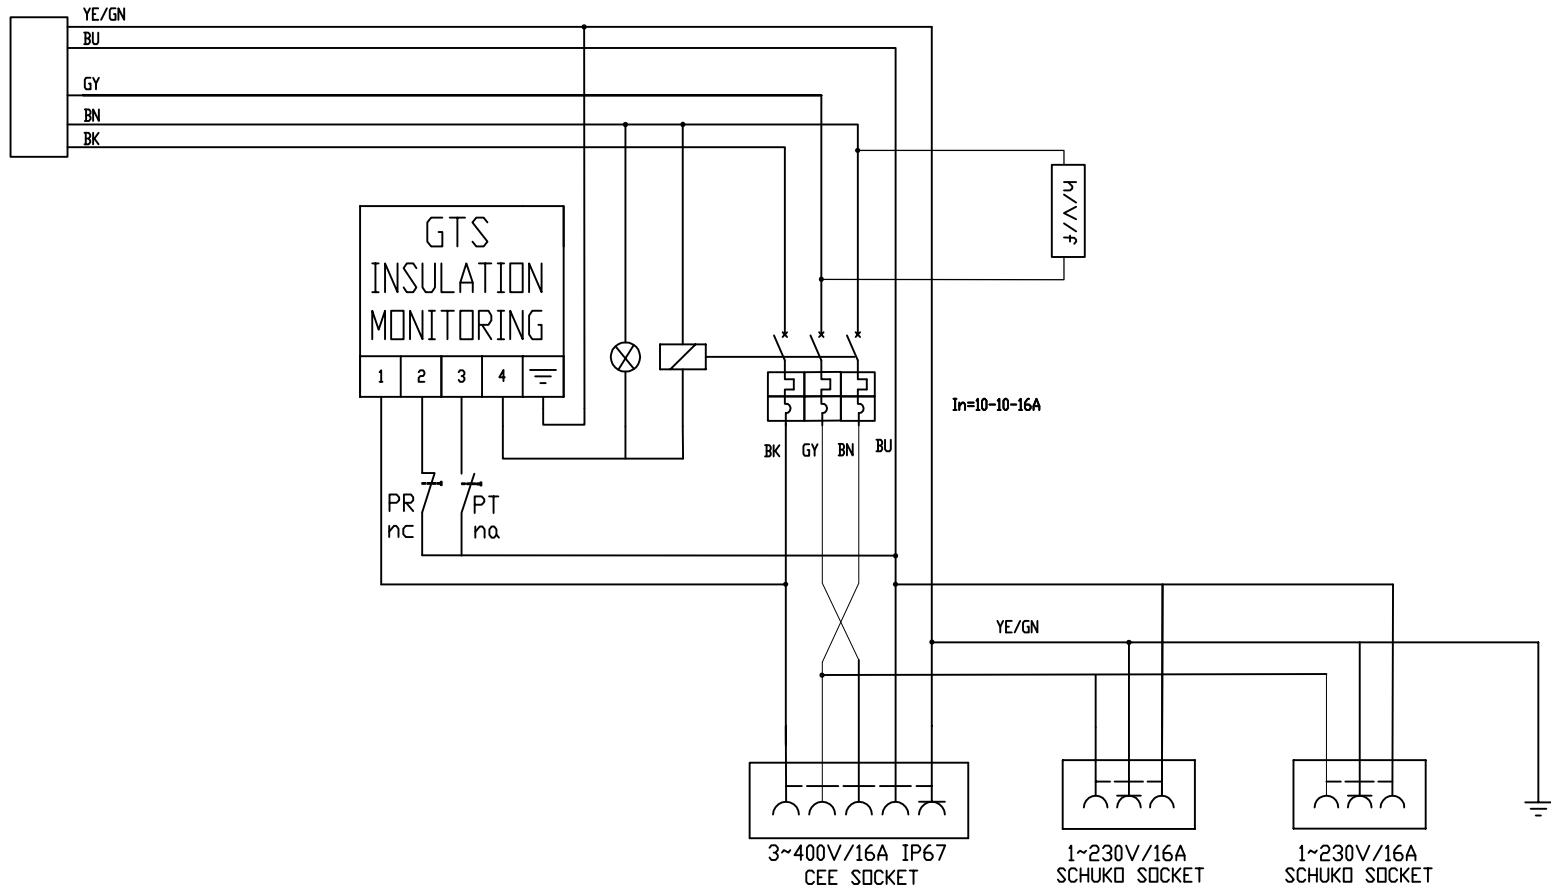 YE/GN
BU
GY
BN
BK
h/V/f
GTS
INSULATION
MONITORING
1 2 3 4
In=10-10-16A
BK GY BN BU
PR
nc
PT
na
YE/GN
3~400V/16A IP67
CEE SOCKET
1~230V/16A
SCHUKO SOCKET
1~230V/16A
SCHUKO SOCKET